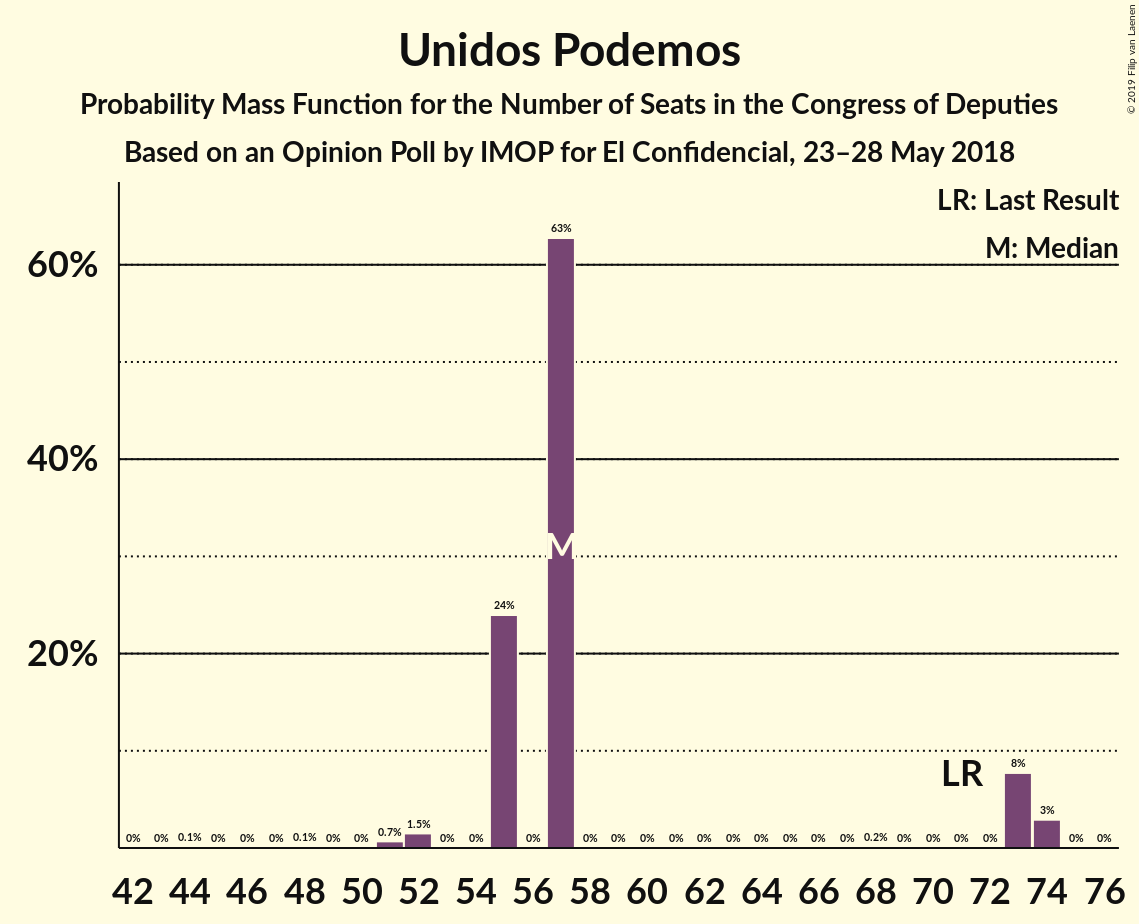 Unidos Podemos
Probability Mass Function for the Number of Seats in the Congress of Deputies
Based on an Opinion Poll by IMOP for El Confidencial, 23–28 May 2018
© 2019 Filip van Laenen
LR: Last Result
M: Median
60%
40%
20%
0% 0% 0.1% 0% 0% 0% 0.1% 0% 0% 0.7% 1.5% 0% 0% 24% 0% 63% 0% 0% 0% 0% 0% 0% 0% 0% 0% 0% 0.2% 0% 0% 0% 0% 8% 3% 0% 0%
M
LR
42 44 46 48 50 52 54 56 58 60 62 64 66 68 70 72 74 76